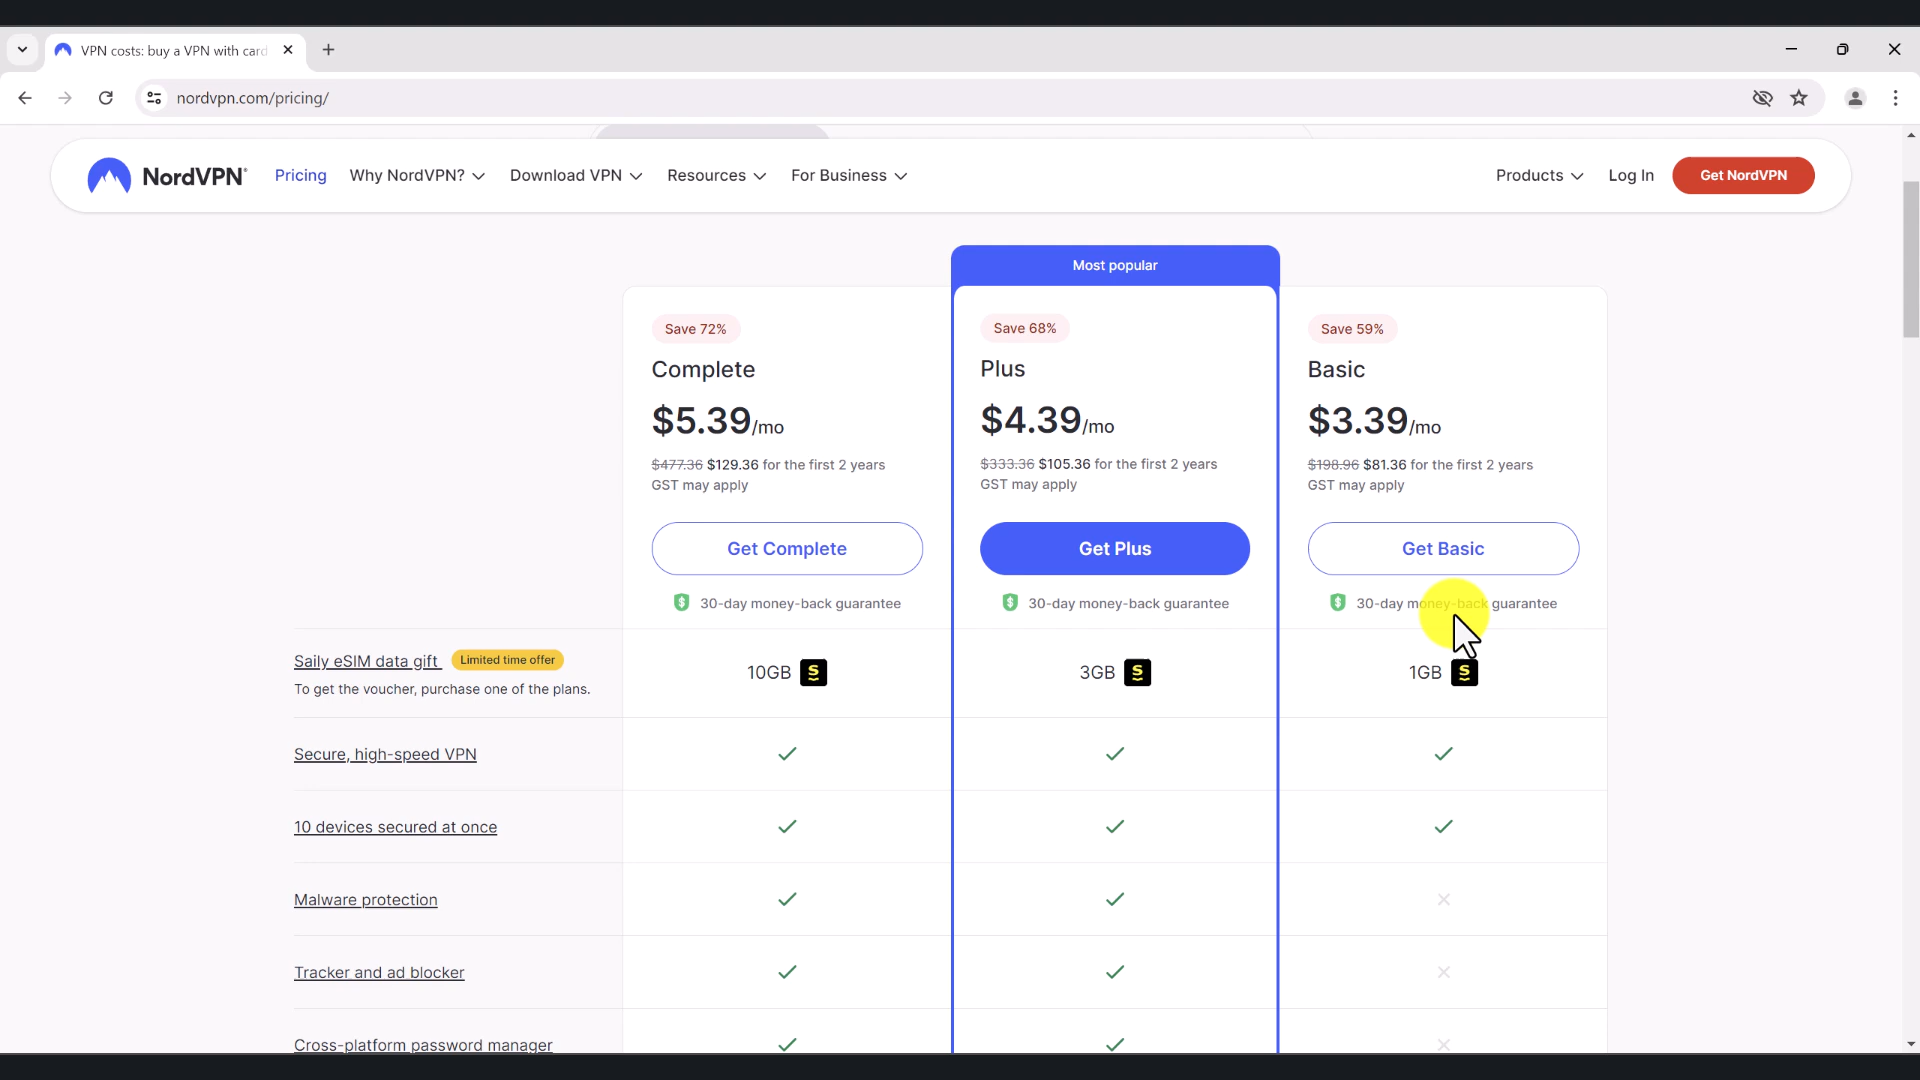 VPN costs: buy a VPN with card
nordvpn.com/pricing/
NordVPN® Pricing Why NordVPN? Download VPN Resources For Business Products Log In Get NordVPN
Most popular
Save 72% Save 68% Save 59%
Complete Plus Basic
$5.39/mo $4.39/mo $3.39/mo
$477.36 $129.36 for the first 2 years $333.36 $105.36 for the first 2 years $198.96 $81.36 for the first 2 years
GST may apply GST may apply GST may apply
Get Complete Get Plus Get Basic
$ 30-day money-back guarantee $ 30-day money-back guarantee $ 30-day money-back guarantee
Saily eSIM data gift Limited time offer 10GB S 3GB S 1GB S
To get the voucher, purchase one of the plans.
Secure, high-speed VPN
10 devices secured at once
Malware protection
Tracker and ad blocker
Cross-platform password manager